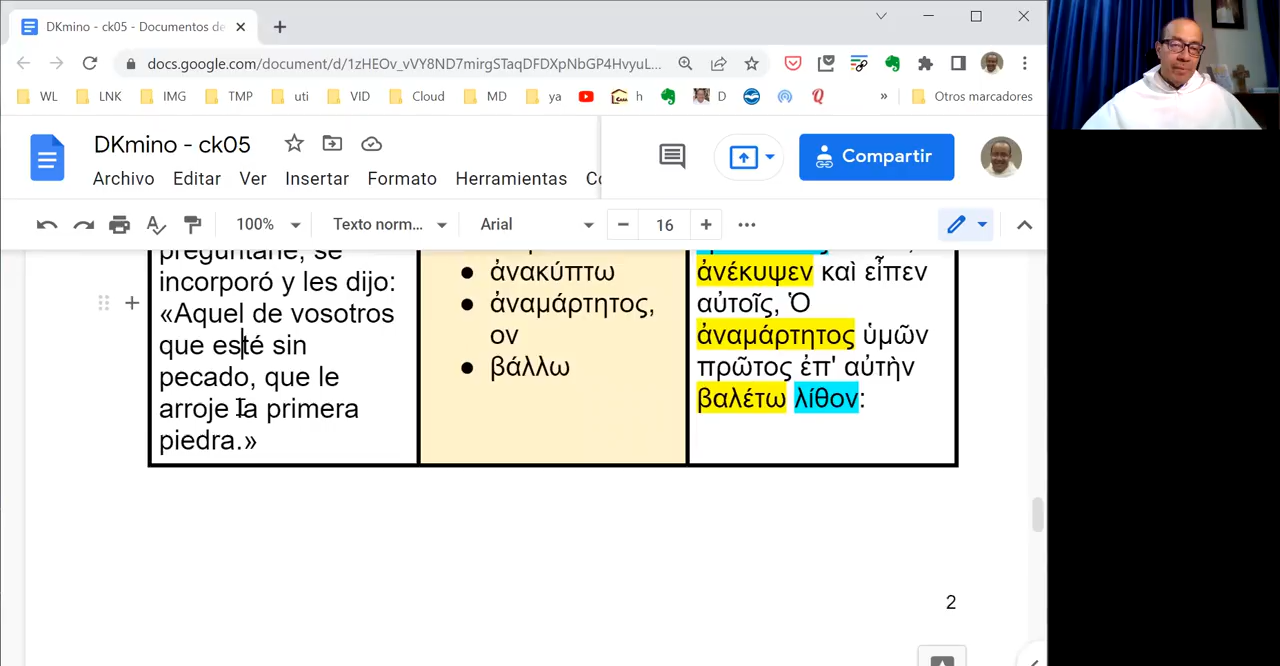 DKmino - ck05 - Documentos de
docs.google.com/document/d/1zHEOv_vVY8ND7mirgSTaqDFDXpNbGP4HvyuL...
WL LNK IMG TMP uti VID Cloud MD ya h D » Otros marcadores
DKmino - ck05
Compartir
Archivo Editar Ver Insertar Formato Herramientas
100% Texto norm... Arial 16
preguntarle, se
incorporó y les dijo:
«Aquel de vosotros
que esté sin
pecado, que le
arroje la primera
piedra.»
ἀνακύπτω
ἀναμάρτητος,
ον
βάλλω
ἀνέκυψεν καὶ εἶπεν
αὐτοῖς, Ὁ
ἀναμάρτητος ὑμῶν
πρῶτος ἐπ' αὐτὴν
βαλέτω λίθον:
2